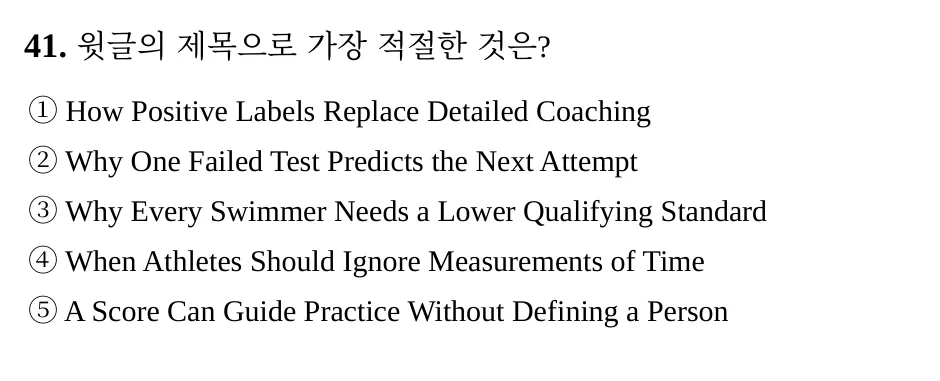 41. 윗글의 제목으로 가장 적절한 것은?
① How Positive Labels Replace Detailed Coaching
② Why One Failed Test Predicts the Next Attempt
③ Why Every Swimmer Needs a Lower Qualifying Standard
④ When Athletes Should Ignore Measurements of Time
⑤ A Score Can Guide Practice Without Defining a Person